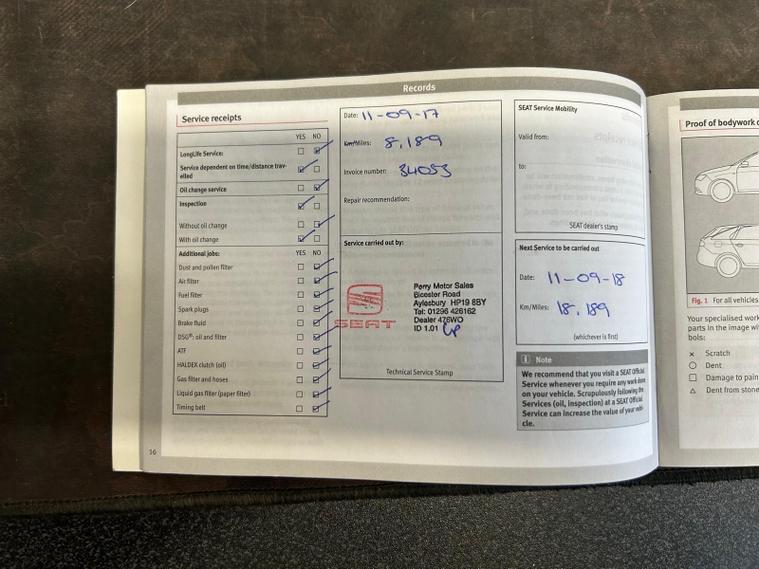 Records
Service receipts
YES NO
LongLife Service:
Service dependent on time/distance trav-
elled
Oil change service
Inspection
Without oil change
With oil change
Additional jobs: YES NO
Dust and pollen filter
Air filter
Fuel filter
Spark plugs
Brake fluid
DSG®: oil and filter
ATF
HALDEX clutch (oil)
Gas filter and hoses
Liquid gas filter (paper filter)
Timing belt
16
Date: 11-09-17
Km/Miles: 8,189
Invoice number: 34053
Repair recommendation:
Service carried out by:
SEAT
Perry Motor Sales
Bicester Road
Aylesbury HP19 8BY
Tel: 01296 426162
Dealer 476WO
ID 1.01
Technical Service Stamp
SEAT Service Mobility
Valid from:
to:
SEAT dealer's stamp
Next Service to be carried out
Date: 11-09-18
Km/Miles: 18,189
(whichever is first)
Note
We recommend that you visit a SEAT Official
Service whenever you require any work done
on your vehicle. Scrupulously following the
Services (oil, inspection) at a SEAT Official
Service can increase the value of your vehi-
cle.
Proof of bodywork
Fig. 1 For all vehicles
Your specialised work
parts in the image wi
bols:
× Scratch
○ Dent
□ Damage to pain
△ Dent from stone